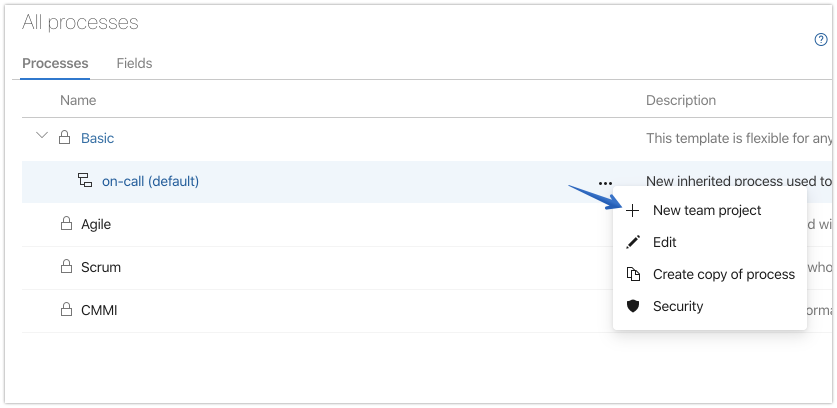 All processes
?
Processes Fields
Name Description
Basic This template is flexible for any
on-call (default) ... New inherited process used to
New team project
Agile d wi
Edit
Scrum who
Create copy of process
Security
CMMI orma